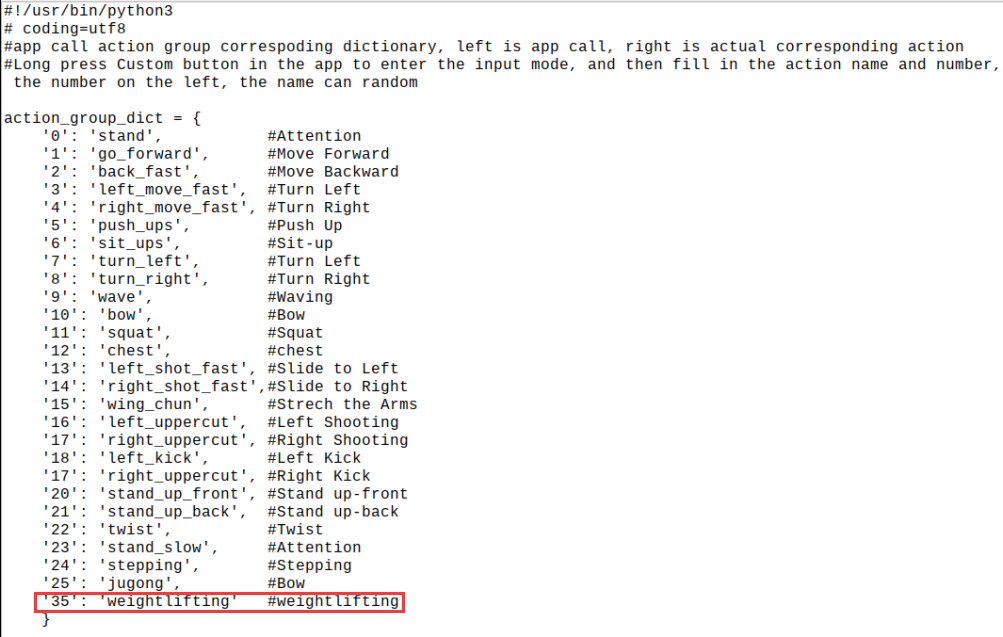 #!/usr/bin/python3
# coding=utf8
#app call action group correspoding dictionary, left is app call, right is actual corresponding action
#Long press Custom button in the app to enter the input mode, and then fill in the action name and number,
 the number on the left, the name can random

action_group_dict = {
    '0': 'stand',           #Attention
    '1': 'go_forward',      #Move Forward
    '2': 'back_fast',       #Move Backward
    '3': 'left_move_fast',  #Turn Left
    '4': 'right_move_fast', #Turn Right
    '5': 'push_ups',        #Push Up
    '6': 'sit_ups',         #Sit-up
    '7': 'turn_left',       #Turn Left
    '8': 'turn_right',      #Turn Right
    '9': 'wave',            #Waving
    '10': 'bow',            #Bow
    '11': 'squat',          #Squat
    '12': 'chest',          #chest
    '13': 'left_shot_fast', #Slide to Left
    '14': 'right_shot_fast',#Slide to Right
    '15': 'wing_chun',      #Strech the Arms
    '16': 'left_uppercut',  #Left Shooting
    '17': 'right_uppercut', #Right Shooting
    '18': 'left_kick',      #Left Kick
    '17': 'right_uppercut', #Right Kick
    '20': 'stand_up_front', #Stand up-front
    '21': 'stand_up_back',  #Stand up-back
    '22': 'twist',          #Twist
    '23': 'stand_slow',     #Attention
    '24': 'stepping',       #Stepping
    '25': 'jugong',         #Bow
    '35': 'weightlifting'   #weightlifting
    }